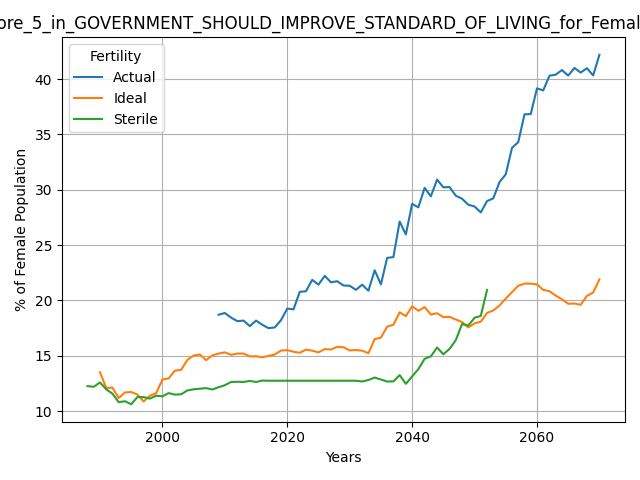 ore_5_in_GOVERNMENT_SHOULD_IMPROVE_STANDARD_OF_LIVING_for_Femal
Fertility
Actual
Ideal
Sterile
% of Female Population
40
35
30
25
20
15
10
2000
2020
2040
2060
Years